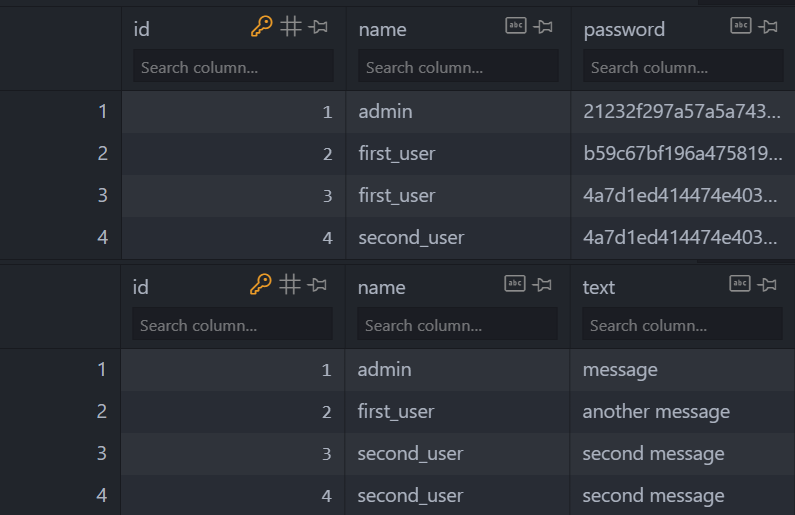 id name password
Search column... Search column... Search column...
1 1 admin 21232f297a57a5a743...
2 2 first_user b59c67bf196a475819...
3 3 first_user 4a7d1ed414474e403...
4 4 second_user 4a7d1ed414474e403...
id name text
Search column... Search column... Search column...
1 1 admin message
2 2 first_user another message
3 3 second_user second message
4 4 second_user second message